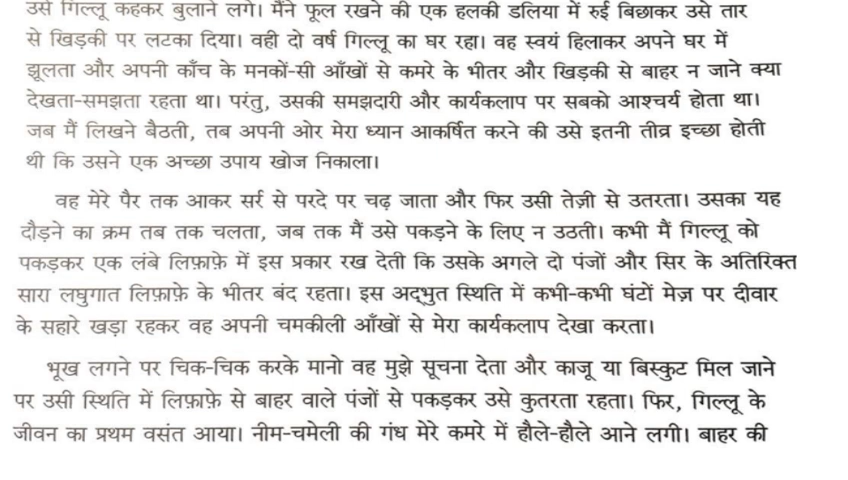 उसे गिल्लू कहकर बुलाने लगे। मैंने फूल रखने की एक हलकी डलिया में रुई बिछाकर उसे तार
से खिड़की पर लटका दिया। वही दो वर्ष गिल्लू का घर रहा। वह स्वयं हिलाकर अपने घर में
झूलता और अपनी काँच के मनकों-सी आँखों से कमरे के भीतर और खिड़की से बाहर न जाने क्या
देखता-समझता रहता था। परंतु, उसकी समझदारी और कार्यकलाप पर सबको आश्चर्य होता था।
जब मैं लिखने बैठती, तब अपनी ओर मेरा ध्यान आकर्षित करने की उसे इतनी तीव्र इच्छा होती
थी कि उसने एक अच्छा उपाय खोज निकाला।
वह मेरे पैर तक आकर सर्र से परदे पर चढ़ जाता और फिर उसी तेज़ी से उतरता। उसका यह
दौड़ने का क्रम तब तक चलता, जब तक मैं उसे पकड़ने के लिए न उठती। कभी मैं गिल्लू को
पकड़कर एक लंबे लिफ़ाफ़े में इस प्रकार रख देती कि उसके अगले दो पंजों और सिर के अतिरिक्त
सारा लघुगात लिफ़ाफ़े के भीतर बंद रहता। इस अद्भुत स्थिति में कभी-कभी घंटों मेज़ पर दीवार
के सहारे खड़ा रहकर वह अपनी चमकीली आँखों से मेरा कार्यकलाप देखा करता।
भूख लगने पर चिक-चिक करके मानो वह मुझे सूचना देता और काजू या बिस्कुट मिल जाने
पर उसी स्थिति में लिफ़ाफ़े से बाहर वाले पंजों से पकड़कर उसे कुतरता रहता। फिर, गिल्लू के
जीवन का प्रथम वसंत आया। नीम-चमेली की गंध मेरे कमरे में हौले-हौले आने लगी। बाहर की